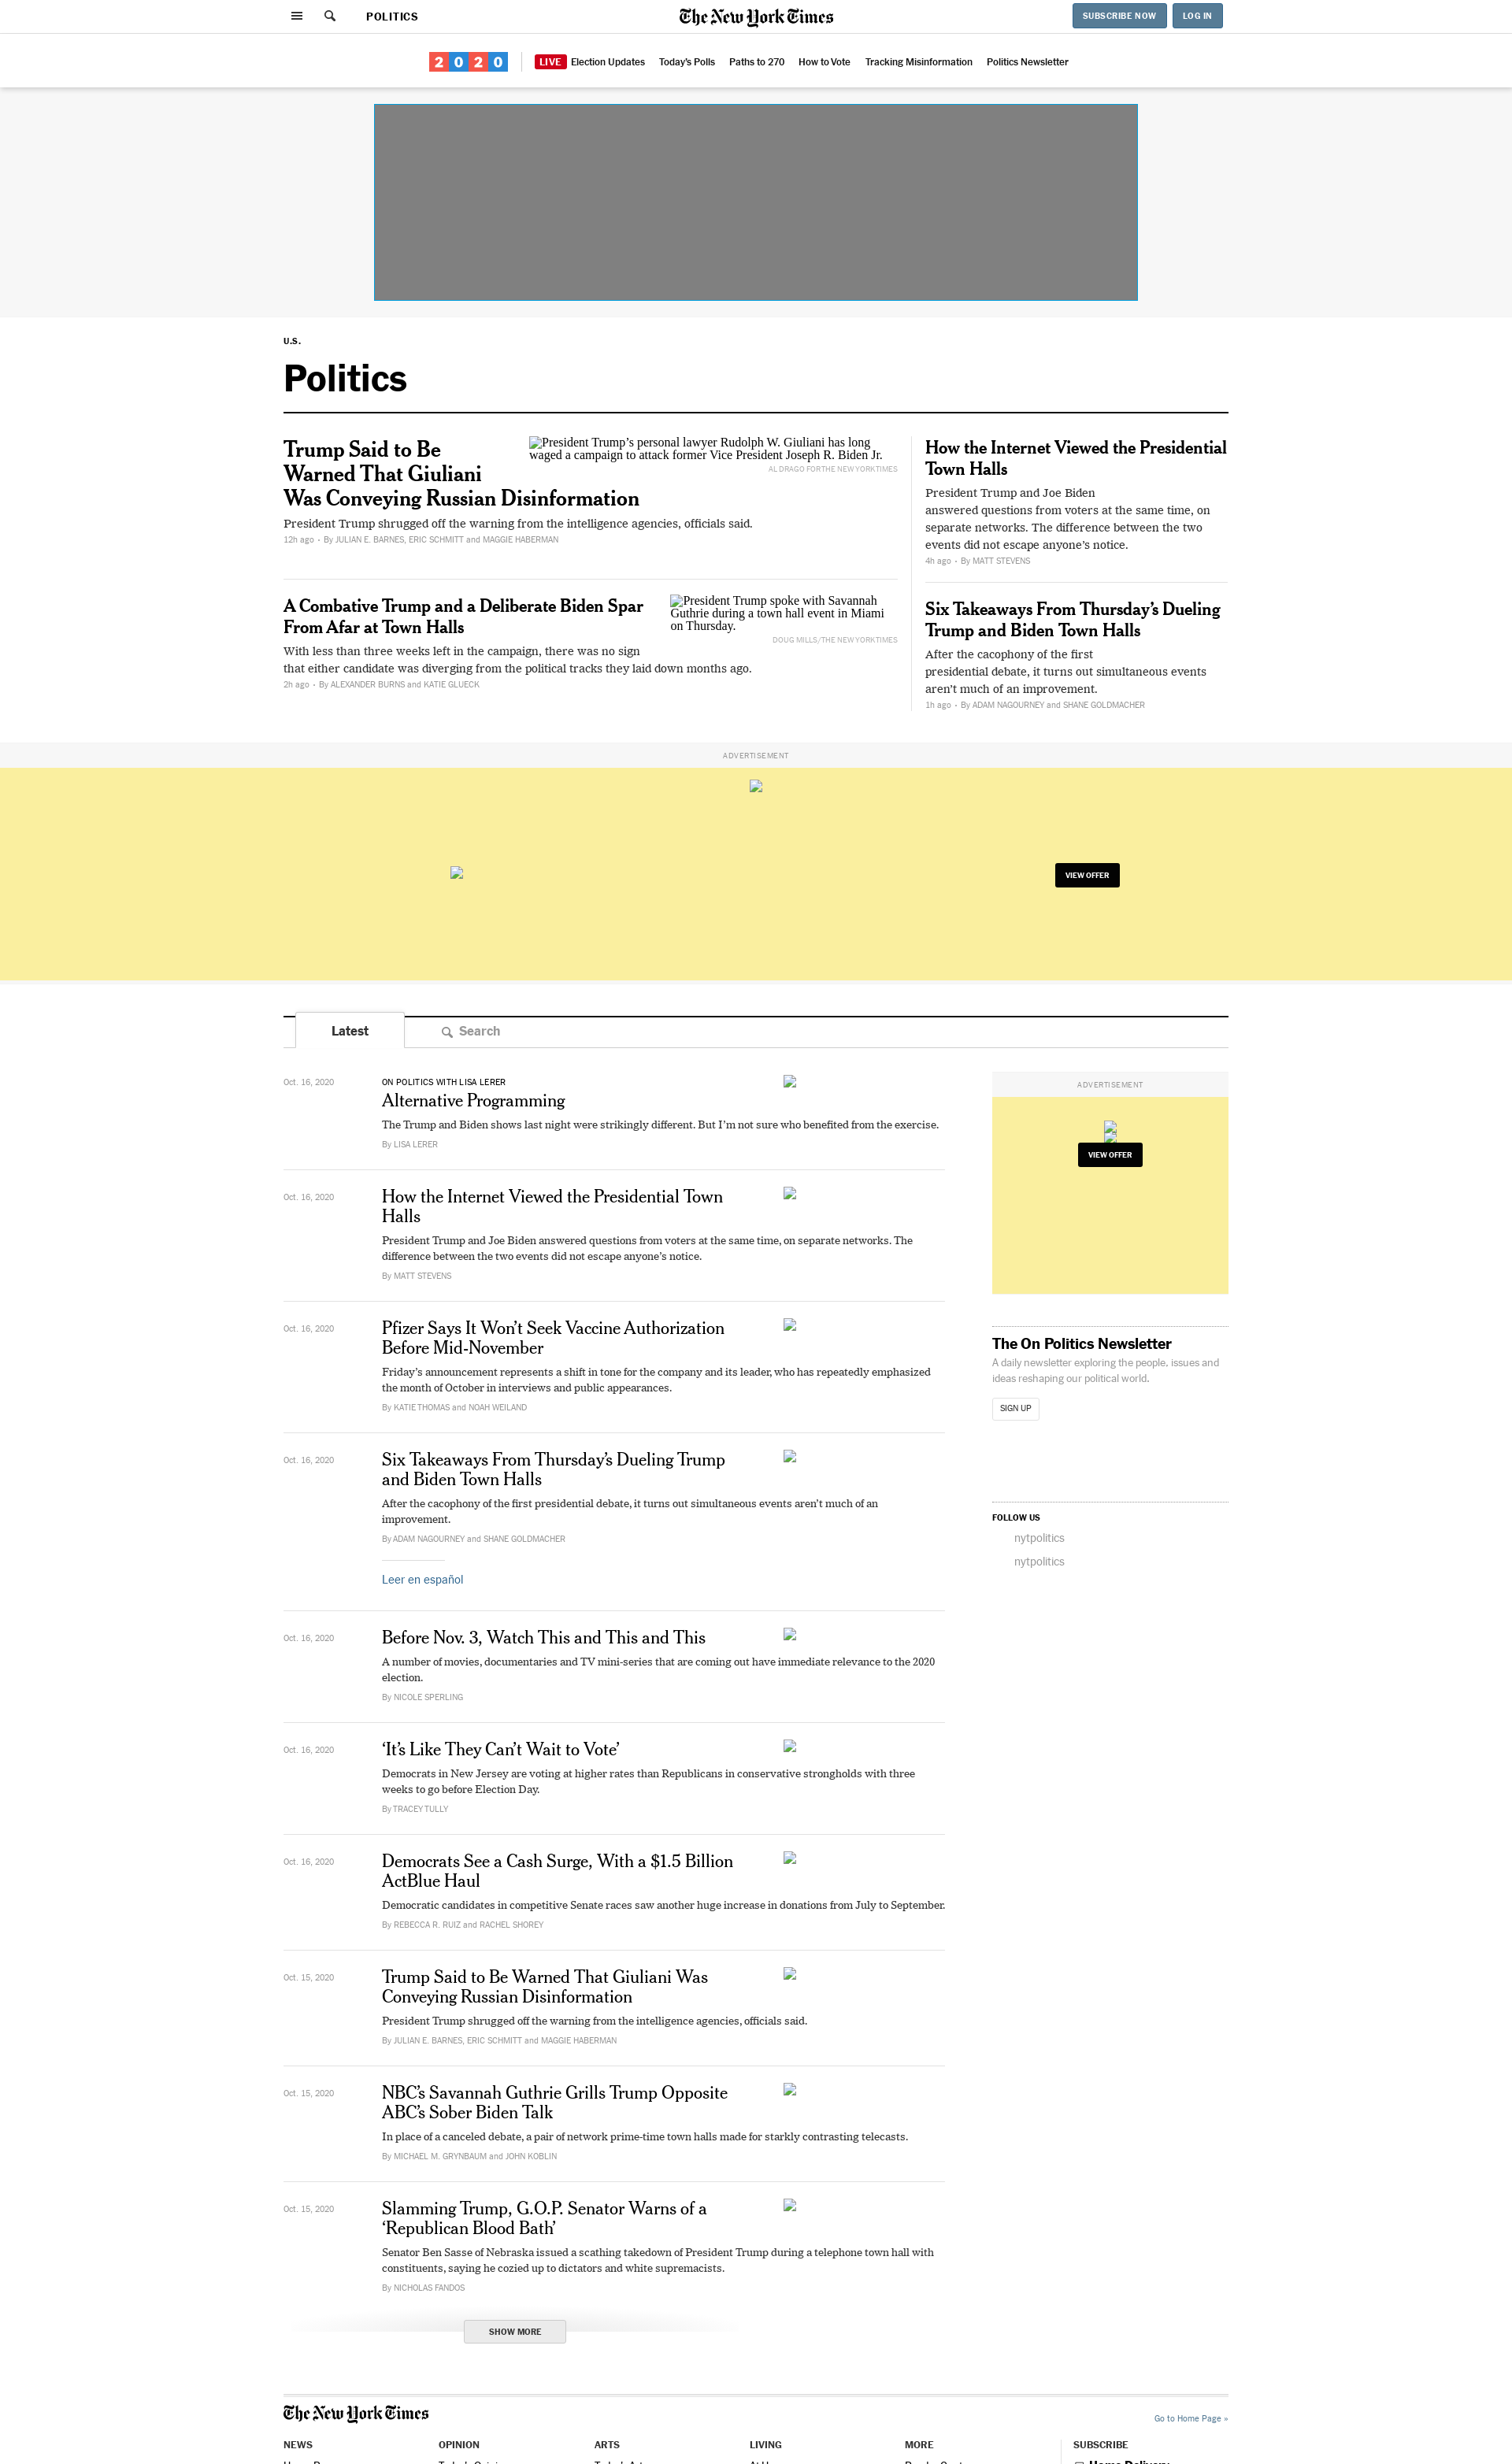 POLITICS
The New York Times
SUBSCRIBE NOW
LOG IN
2020
LIVE Election Updates
Today's Polls
Paths to 270
How to Vote
Tracking Misinformation
Politics Newsletter
U.S.
Politics
Trump Said to Be
Warned That Giuliani
Was Conveying Russian Disinformation
President Trump's personal lawyer Rudolph W. Giuliani has long
waged a campaign to attack former Vice President Joseph R. Biden Jr.
AL DRAGO FOR THE NEW YORK TIMES
President Trump shrugged off the warning from the intelligence agencies, officials said.
12h ago • By JULIAN E. BARNES, ERIC SCHMITT and MAGGIE HABERMAN
A Combative Trump and a Deliberate Biden Spar
From Afar at Town Halls
President Trump spoke with Savannah
Guthrie during a town hall event in Miami
on Thursday.
DOUG MILLS/THE NEW YORK TIMES
With less than three weeks left in the campaign, there was no sign
that either candidate was diverging from the political tracks they laid down months ago.
2h ago • By ALEXANDER BURNS and KATIE GLUECK
How the Internet Viewed the Presidential
Town Halls
President Trump and Joe Biden
answered questions from voters at the same time, on
separate networks. The difference between the two
events did not escape anyone's notice.
4h ago • By MATT STEVENS
Six Takeaways From Thursday's Dueling
Trump and Biden Town Halls
After the cacophony of the first
presidential debate, it turns out simultaneous events
aren't much of an improvement.
1h ago • By ADAM NAGOURNEY and SHANE GOLDMACHER
ADVERTISEMENT
VIEW OFFER
Latest
Search
Oct. 16, 2020
ON POLITICS WITH LISA LERER
Alternative Programming
The Trump and Biden shows last night were strikingly different. But I'm not sure who benefited from the exercise.
By LISA LERER
Oct. 16, 2020
How the Internet Viewed the Presidential Town
Halls
President Trump and Joe Biden answered questions from voters at the same time, on separate networks. The
difference between the two events did not escape anyone's notice.
By MATT STEVENS
Oct. 16, 2020
Pfizer Says It Won't Seek Vaccine Authorization
Before Mid-November
Friday's announcement represents a shift in tone for the company and its leader, who has repeatedly emphasized
the month of October in interviews and public appearances.
By KATIE THOMAS and NOAH WEILAND
Oct. 16, 2020
Six Takeaways From Thursday's Dueling Trump
and Biden Town Halls
After the cacophony of the first presidential debate, it turns out simultaneous events aren't much of an
improvement.
By ADAM NAGOURNEY and SHANE GOLDMACHER
Leer en español
Oct. 16, 2020
Before Nov. 3, Watch This and This and This
A number of movies, documentaries and TV mini-series that are coming out have immediate relevance to the 2020
election.
By NICOLE SPERLING
Oct. 16, 2020
‘It's Like They Can't Wait to Vote’
Democrats in New Jersey are voting at higher rates than Republicans in conservative strongholds with three
weeks to go before Election Day.
By TRACEY TULLY
Oct. 16, 2020
Democrats See a Cash Surge, With a $1.5 Billion
ActBlue Haul
Democratic candidates in competitive Senate races saw another huge increase in donations from July to September.
By REBECCA R. RUIZ and RACHEL SHOREY
Oct. 15, 2020
Trump Said to Be Warned That Giuliani Was
Conveying Russian Disinformation
President Trump shrugged off the warning from the intelligence agencies, officials said.
By JULIAN E. BARNES, ERIC SCHMITT and MAGGIE HABERMAN
Oct. 15, 2020
NBC's Savannah Guthrie Grills Trump Opposite
ABC's Sober Biden Talk
In place of a canceled debate, a pair of network prime-time town halls made for starkly contrasting telecasts.
By MICHAEL M. GRYNBAUM and JOHN KOBLIN
Oct. 15, 2020
Slamming Trump, G.O.P. Senator Warns of a
‘Republican Blood Bath’
Senator Ben Sasse of Nebraska issued a scathing takedown of President Trump during a telephone town hall with
constituents, saying he cozied up to dictators and white supremacists.
By NICHOLAS FANDOS
SHOW MORE
ADVERTISEMENT
VIEW OFFER
The On Politics Newsletter
A daily newsletter exploring the people, issues and
ideas reshaping our political world.
SIGN UP
FOLLOW US
nytpolitics
nytpolitics
The New York Times
Go to Home Page »
NEWS
OPINION
ARTS
LIVING
MORE
SUBSCRIBE